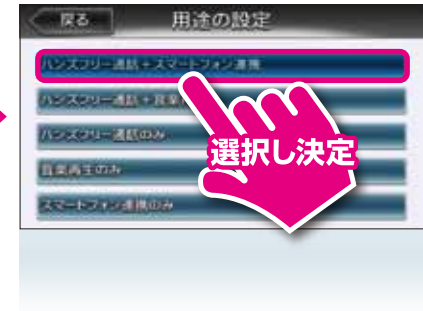 戻る
用途の設定
ハンズフリー通話＋スマートフォン連携
ハンズフリー通話＋音楽
ハンズフリー通話のみ
選択し決定
音楽再生のみ
スマートフォン連携のみ